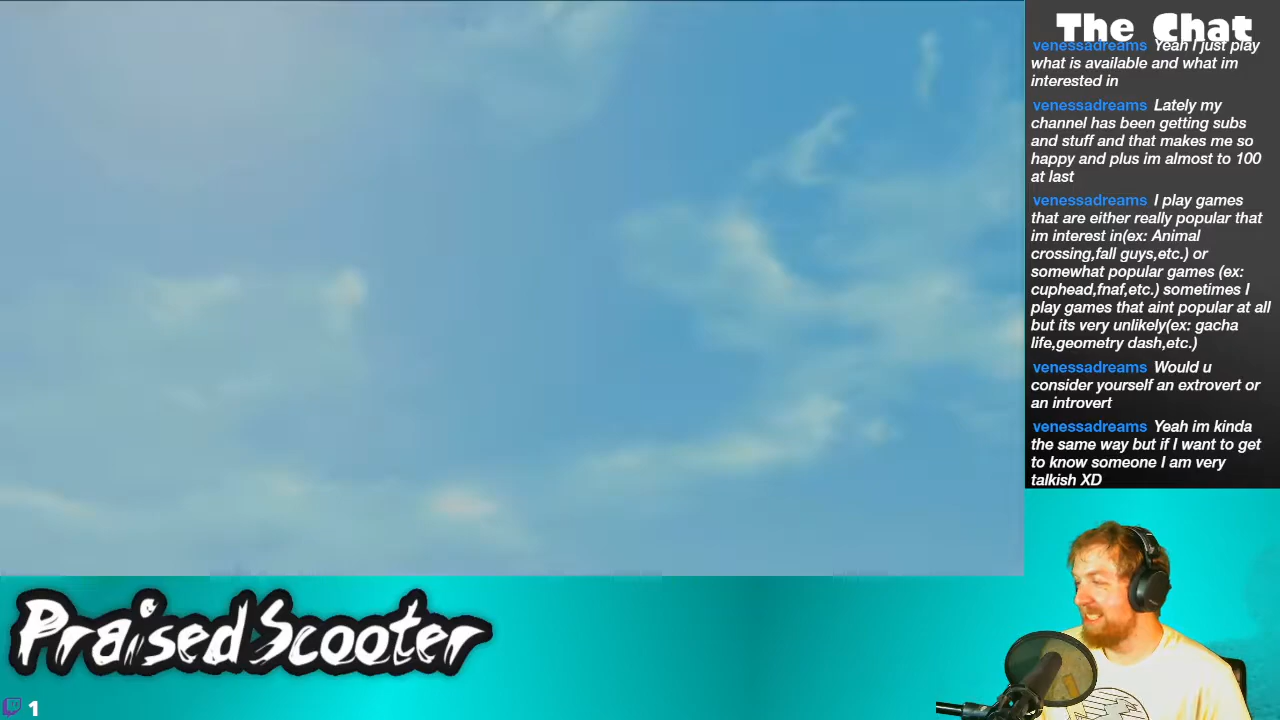 The Chat
venessadreams Yeah I just play
what is available and what im
interested in
venessadreams Lately my
channel has been getting subs
and stuff and that makes me so
happy and plus im almost to 100
at last
venessadreams I play games
that are either really popular that
im interest in(ex: Animal
crossing,fall guys,etc.) or
somewhat popular games (ex:
cuphead,fnaf,etc.) sometimes I
play games that aint popular at all
but its very unlikely(ex: gacha
life,geometry dash,etc.)
venessadreams Would u
consider yourself an extrovert or
an introvert
venessadreams Yeah im kinda
the same way but if I want to get
to know someone I am very
talkish XD
PraisedScooter
1